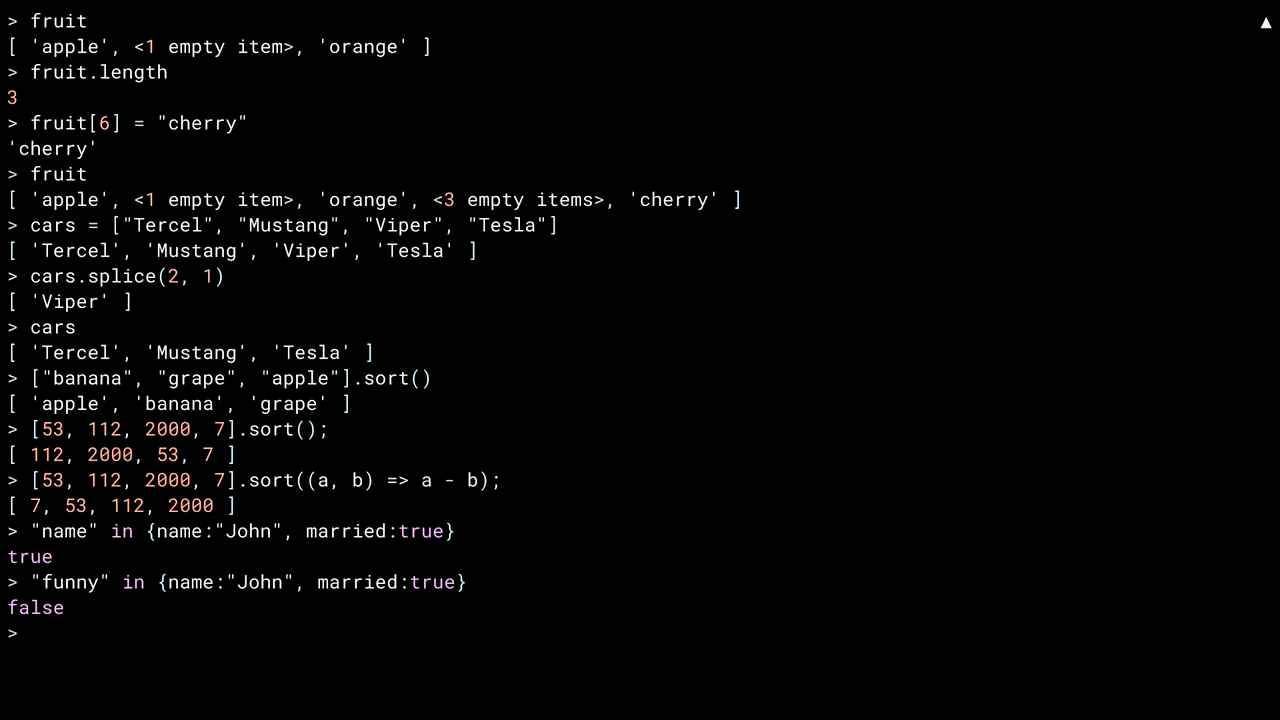 > fruit
[ 'apple', <1 empty item>, 'orange' ]
> fruit.length
3
> fruit[6] = "cherry"
'cherry'
> fruit
[ 'apple', <1 empty item>, 'orange', <3 empty items>, 'cherry' ]
> cars = ["Tercel", "Mustang", "Viper", "Tesla"]
[ 'Tercel', 'Mustang', 'Viper', 'Tesla' ]
> cars.splice(2, 1)
[ 'Viper' ]
> cars
[ 'Tercel', 'Mustang', 'Tesla' ]
> ["banana", "grape", "apple"].sort()
[ 'apple', 'banana', 'grape' ]
> [53, 112, 2000, 7].sort();
[ 112, 2000, 53, 7 ]
> [53, 112, 2000, 7].sort((a, b) => a - b);
[ 7, 53, 112, 2000 ]
> "name" in {name:"John", married:true}
true
> "funny" in {name:"John", married:true}
false
>